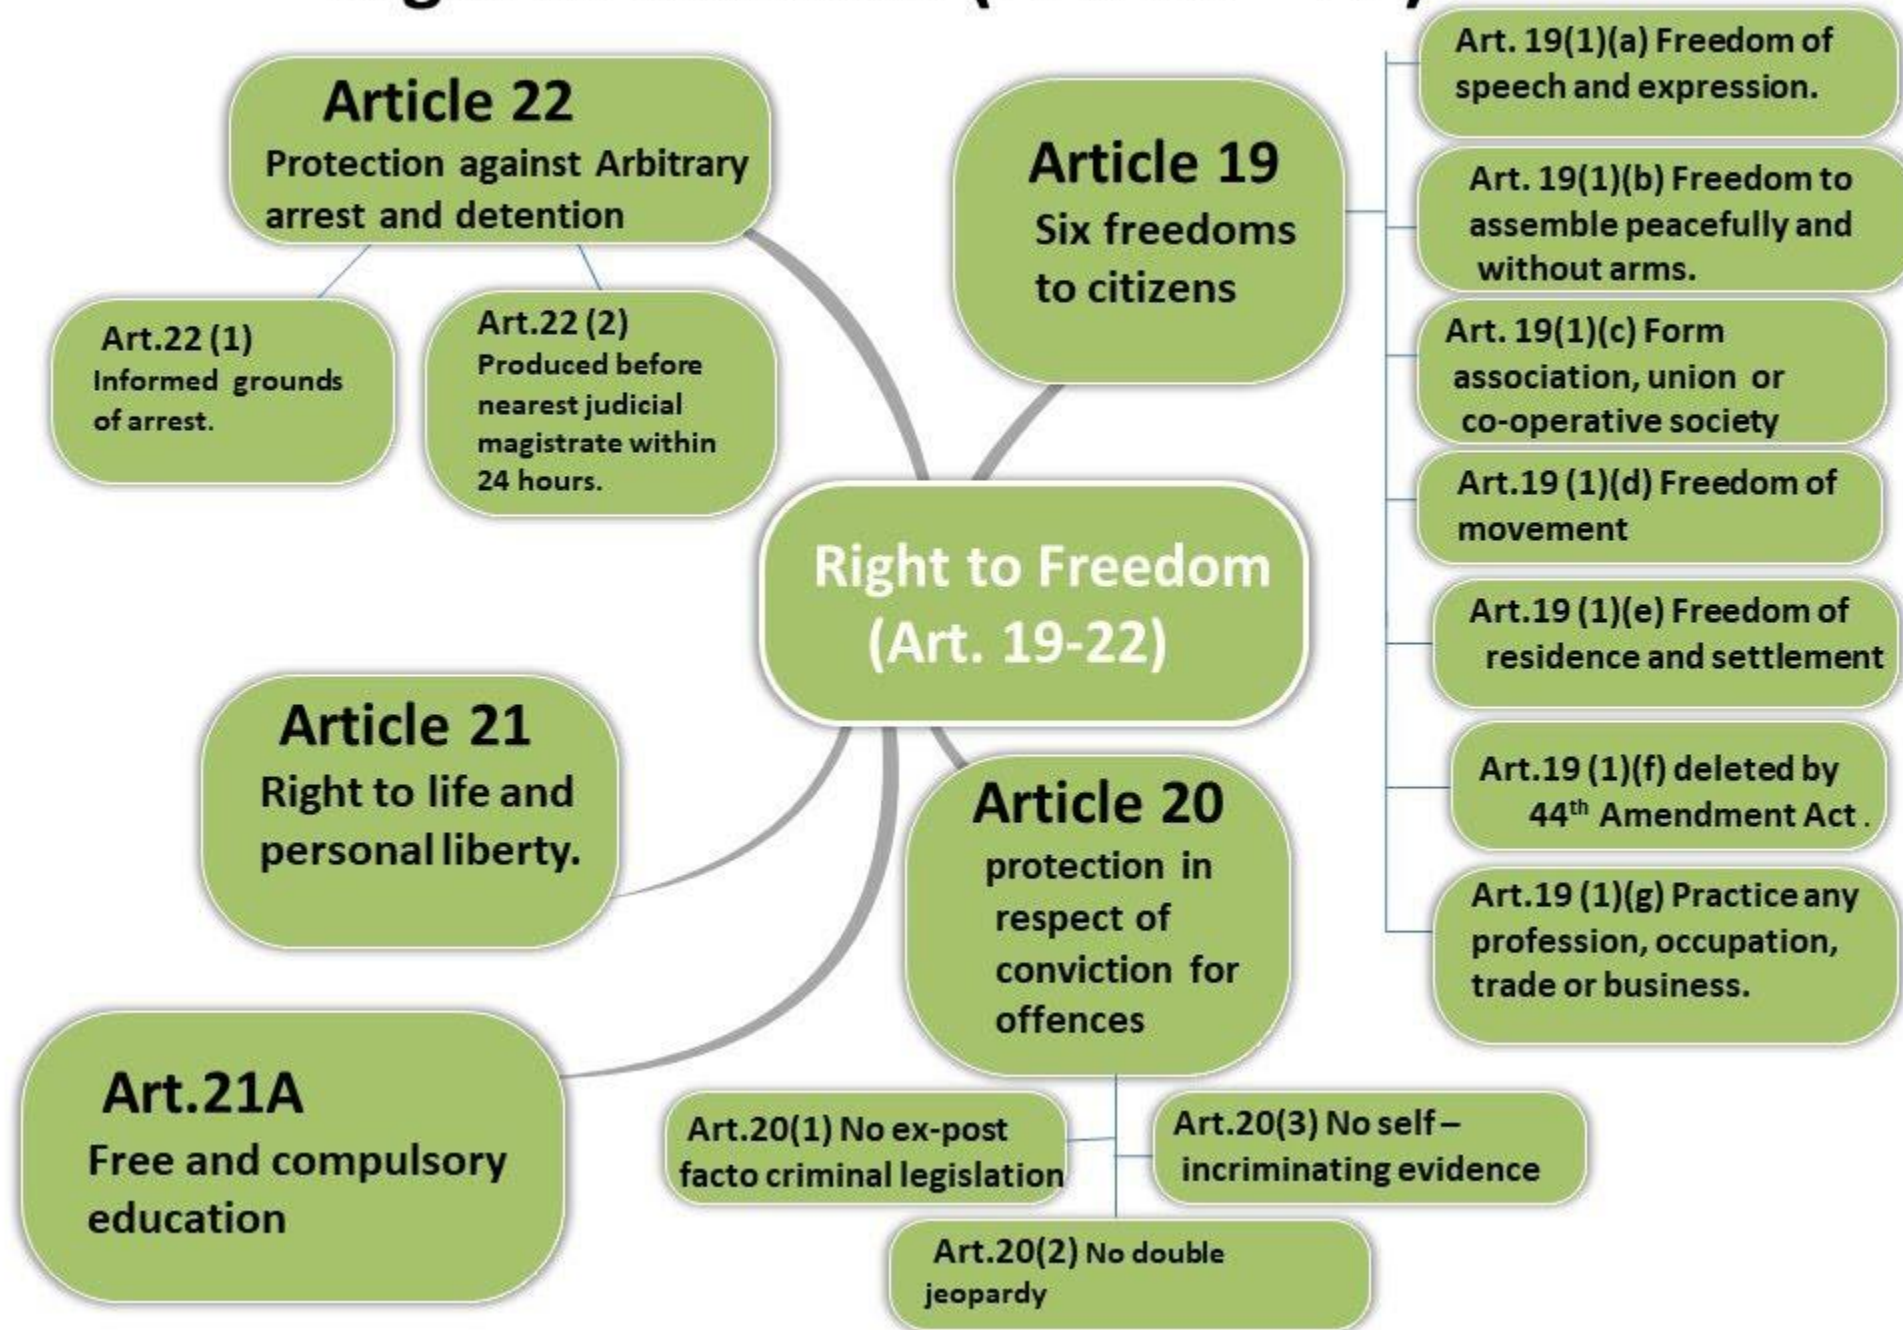 Article 22
Protection against Arbitrary
arrest and detention
Art.22 (1)
Informed grounds
of arrest.
Art.22 (2)
Produced before
nearest judicial
magistrate within
24 hours.
Article 19
Six freedoms
to citizens
Art. 19(1)(a) Freedom of
speech and expression.
Art. 19(1)(b) Freedom to
assemble peacefully and
without arms.
Art. 19(1)(c) Form
association, union or
co-operative society
Art.19 (1)(d) Freedom of
movement
Art.19 (1)(e) Freedom of
residence and settlement
Art.19 (1)(f) deleted by
44th Amendment Act .
Art.19 (1)(g) Practice any
profession, occupation,
trade or business.
Right to Freedom
(Art. 19-22)
Article 21
Right to life and
personal liberty.
Art.21A
Free and compulsory
education
Article 20
protection in
respect of
conviction for
offences
Art.20(1) No ex-post
facto criminal legislation
Art.20(3) No self–
incriminating evidence
Art.20(2) No double
jeopardy